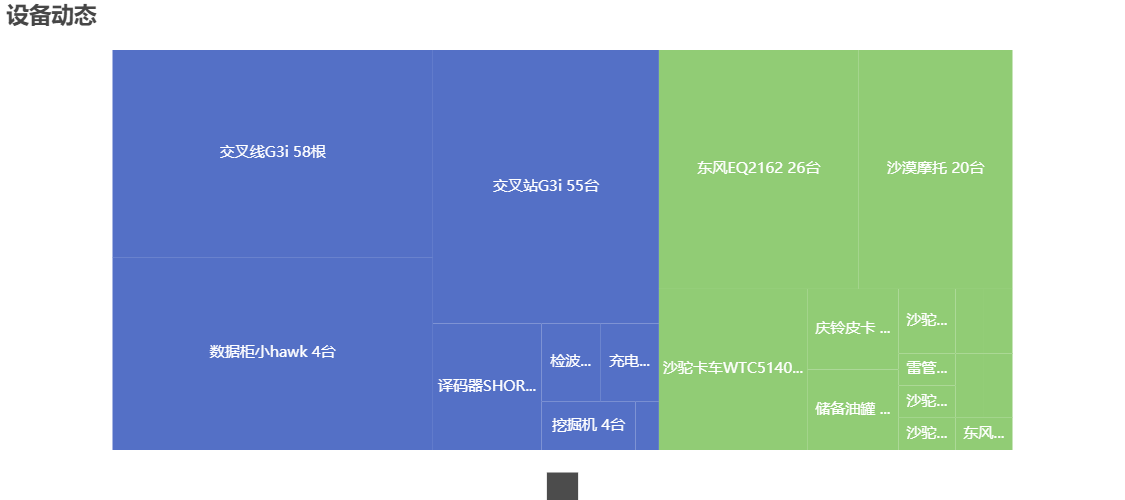 设备动态
交叉线G3i 58根
数据柜小hawk 4台
交叉站G3i 55台
译码器SHOR...
检波...
充电...
挖掘机 4台
东风EQ2162 26台
沙漠摩托 20台
沙驼卡车WTC5140...
庆铃皮卡 ...
储备油罐 ...
沙驼...
雷管...
沙驼...
沙驼...
东风...